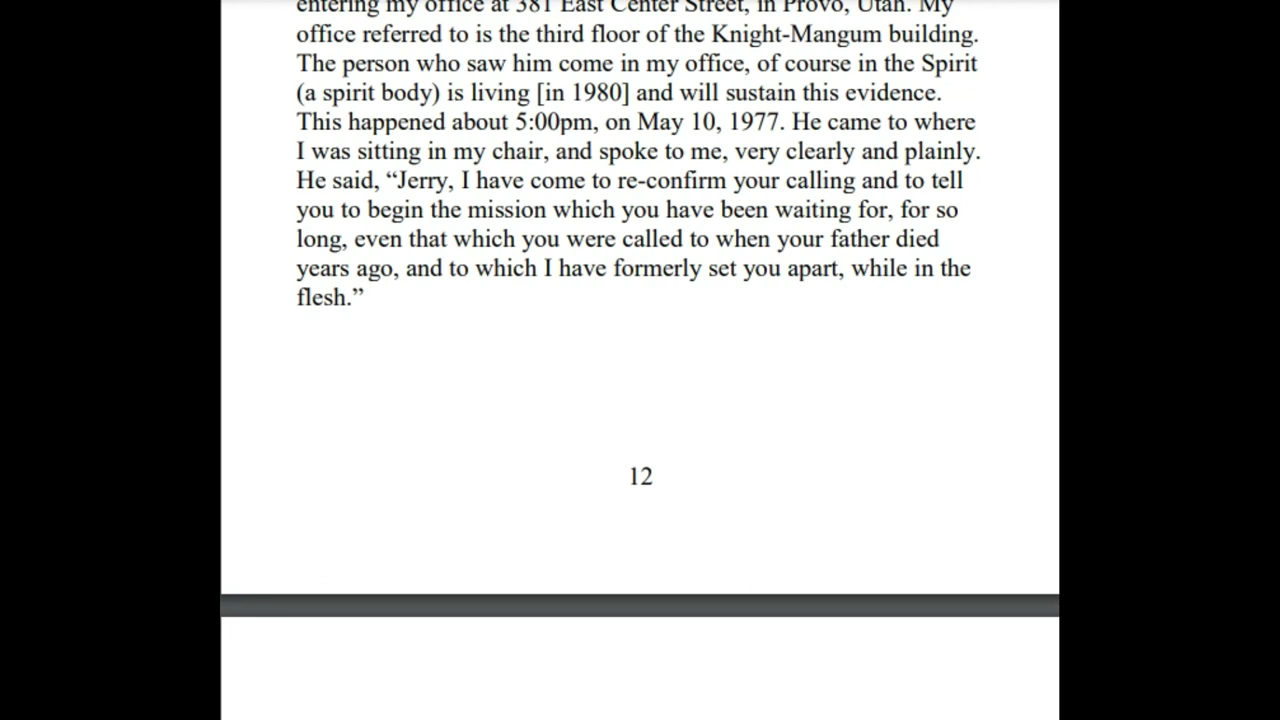 entering my office at 381 East Center Street, in Provo, Utah. My
office referred to is the third floor of the Knight-Mangum building.
The person who saw him come in my office, of course in the Spirit
(a spirit body) is living [in 1980] and will sustain this evidence.
This happened about 5:00pm, on May 10, 1977. He came to where
I was sitting in my chair, and spoke to me, very clearly and plainly.
He said, “Jerry, I have come to re-confirm your calling and to tell
you to begin the mission which you have been waiting for, for so
long, even that which you were called to when your father died
years ago, and to which I have formerly set you apart, while in the
flesh.”
12